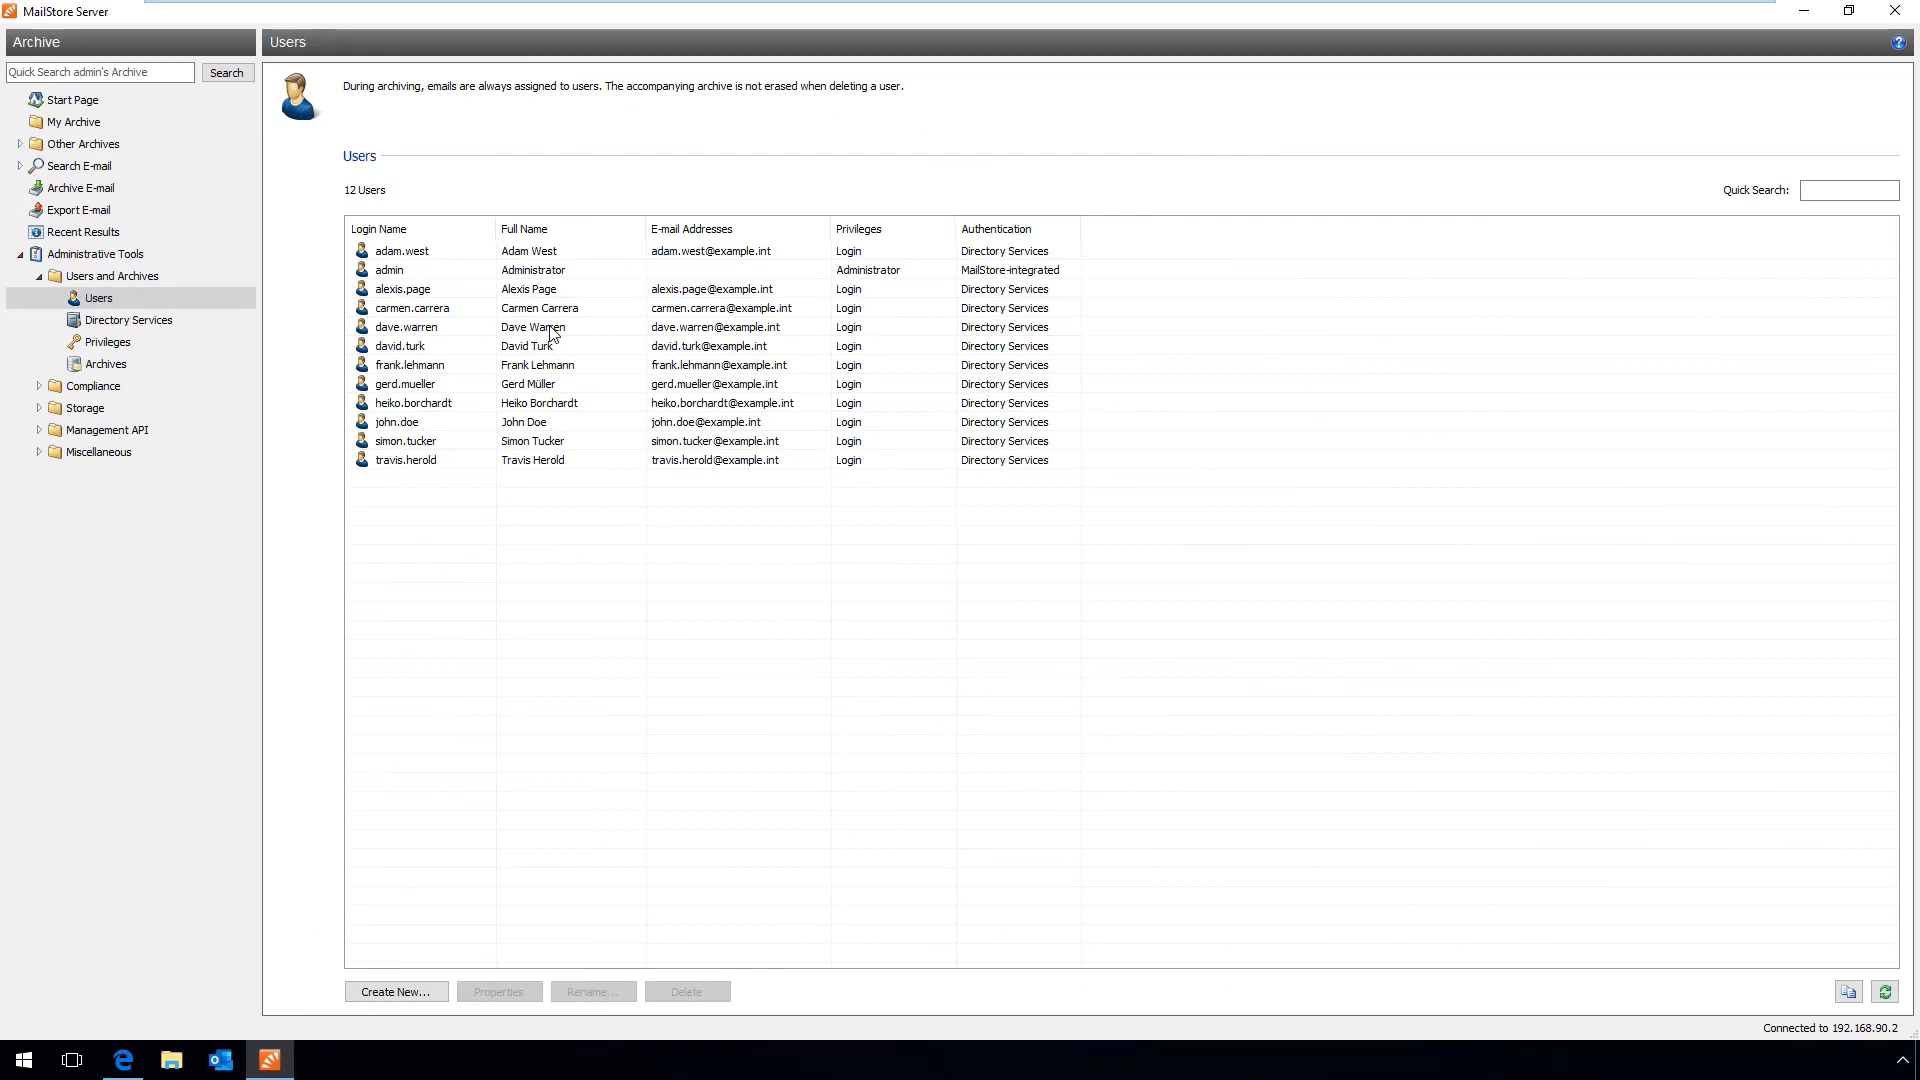 MailStore Server
Archive
Users
Quick Search admin's Archive
Search
Start Page
My Archive
Other Archives
Search E-mail
Archive E-mail
Export E-mail
Recent Results
Administrative Tools
Users and Archives
Users
Directory Services
Privileges
Archives
Compliance
Storage
Management API
Miscellaneous
During archiving, emails are always assigned to users. The accompanying archive is not erased when deleting a user.
Users
12 Users
Quick Search:
Login Name Full Name E-mail Addresses Privileges Authentication
adam.west Adam West adam.west@example.int Login Directory Services
admin Administrator Administrator MailStore-integrated
alexis.page Alexis Page alexis.page@example.int Login Directory Services
carmen.carrera Carmen Carrera carmen.carrera@example.int Login Directory Services
dave.warren Dave Warren dave.warren@example.int Login Directory Services
david.turk David Turk david.turk@example.int Login Directory Services
frank.lehmann Frank Lehmann frank.lehmann@example.int Login Directory Services
gerd.mueller Gerd Müller gerd.mueller@example.int Login Directory Services
heiko.borchardt Heiko Borchardt heiko.borchardt@example.int Login Directory Services
john.doe John Doe john.doe@example.int Login Directory Services
simon.tucker Simon Tucker simon.tucker@example.int Login Directory Services
travis.herold Travis Herold travis.herold@example.int Login Directory Services
Create New... Properties Rename... Delete
Connected to 192.168.90.2